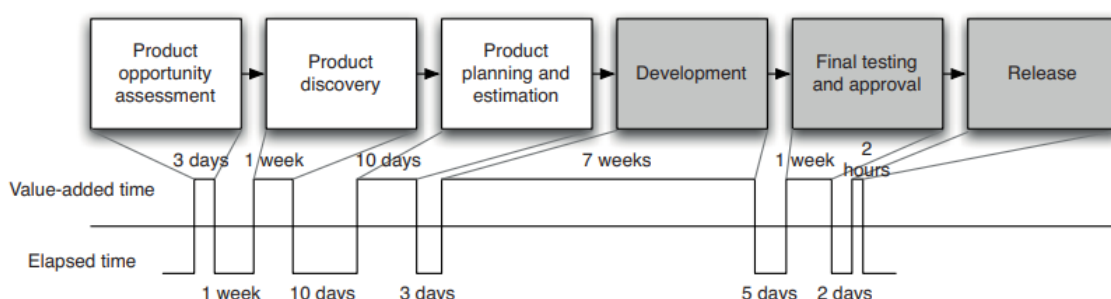 Product
opportunity
assessment
Product
discovery
Product
planning and
estimation
Development
Final testing
and approval
Release
3 days
1 week
10 days
7 weeks
1 week
2
hours
Value-added time
Elapsed time
1 week
10 days
3 days
5 days
2 days